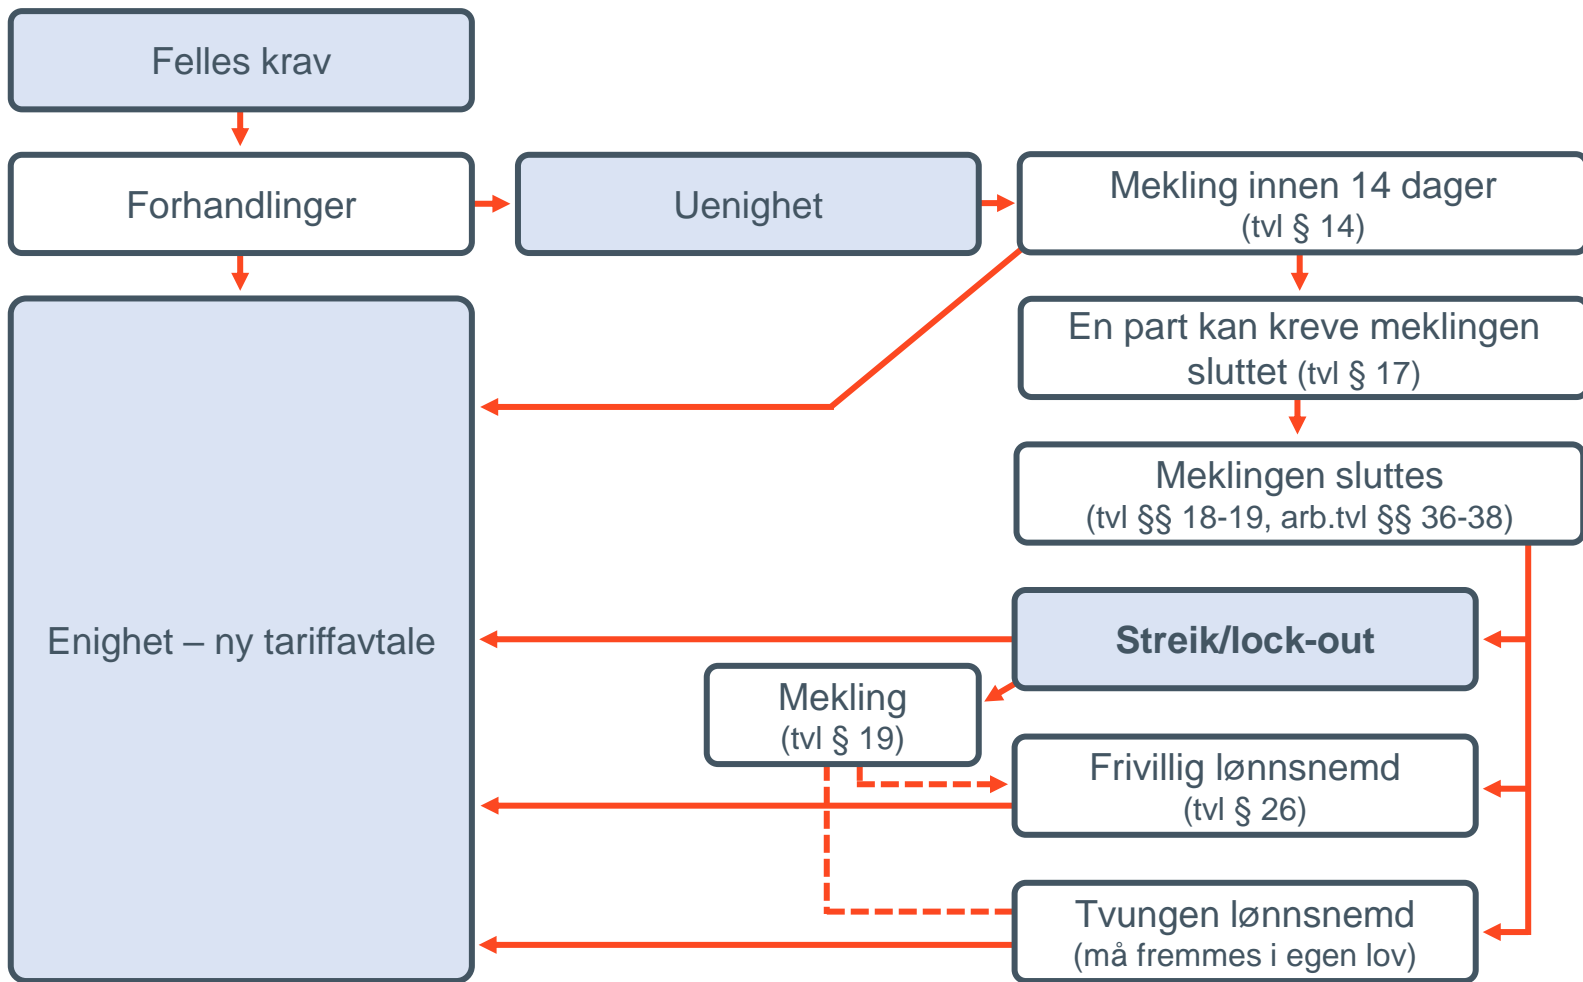 Felles krav
Forhandlinger
Uenighet
Mekling innen 14 dager
(tvl § 14)
En part kan kreve meklingen
sluttet (tvl § 17)
Meklingen sluttes
(tvl §§ 18-19, arb.tvl §§ 36-38)
Enighet – ny tariffavtale
Streik/lock-out
Mekling
(tvl § 19)
Frivillig lønnsnemd
(tvl § 26)
Tvungen lønnsnemd
(må fremmes i egen lov)